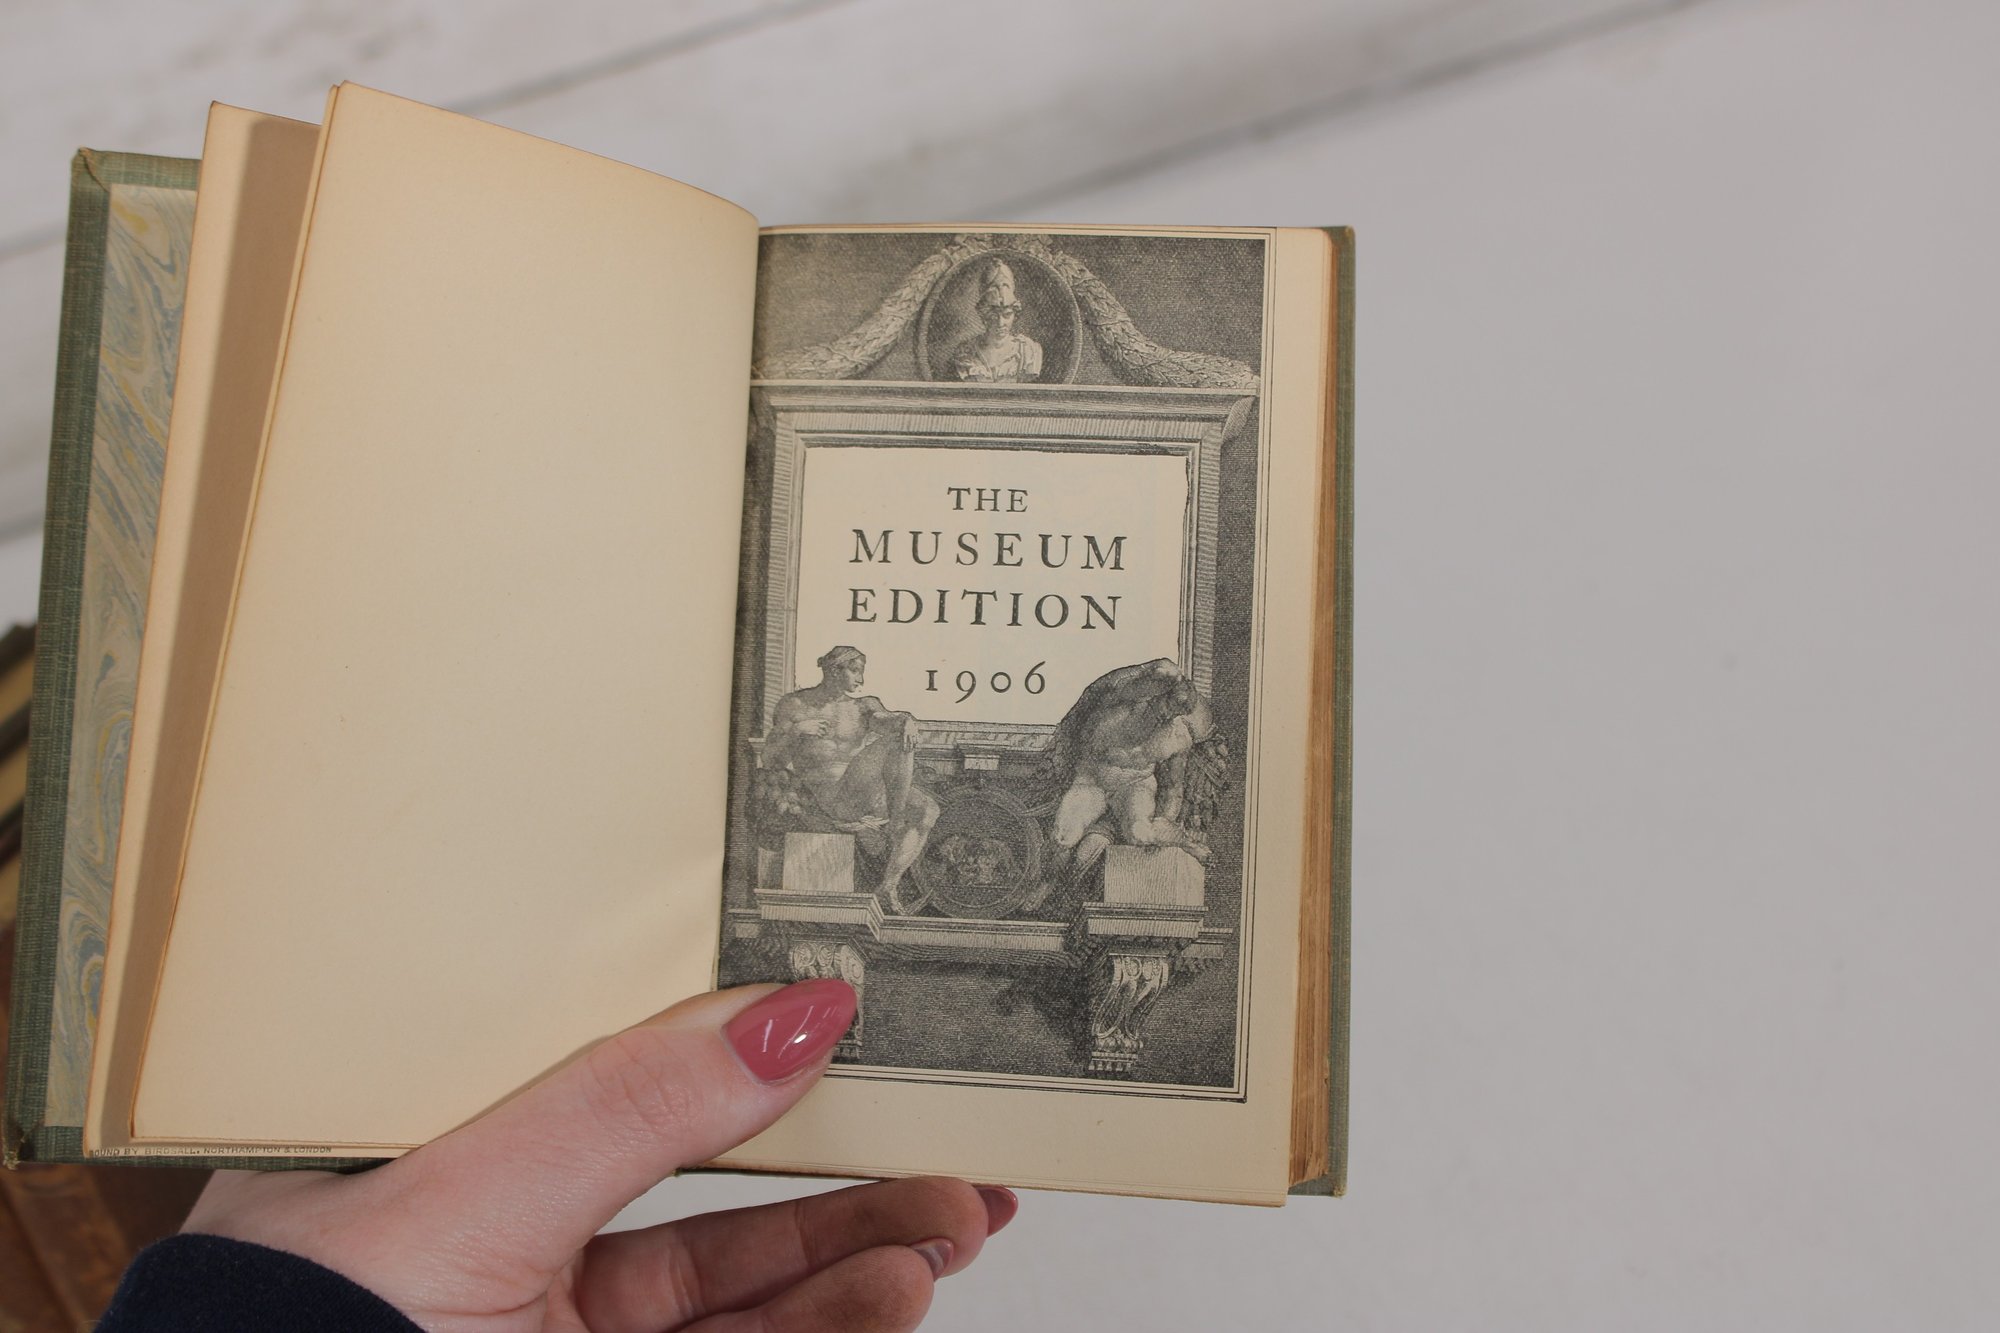 THE
MUSEUM
EDITION
1906
BOUND BY BIRDSALL, NORTHAMPTON & LONDON